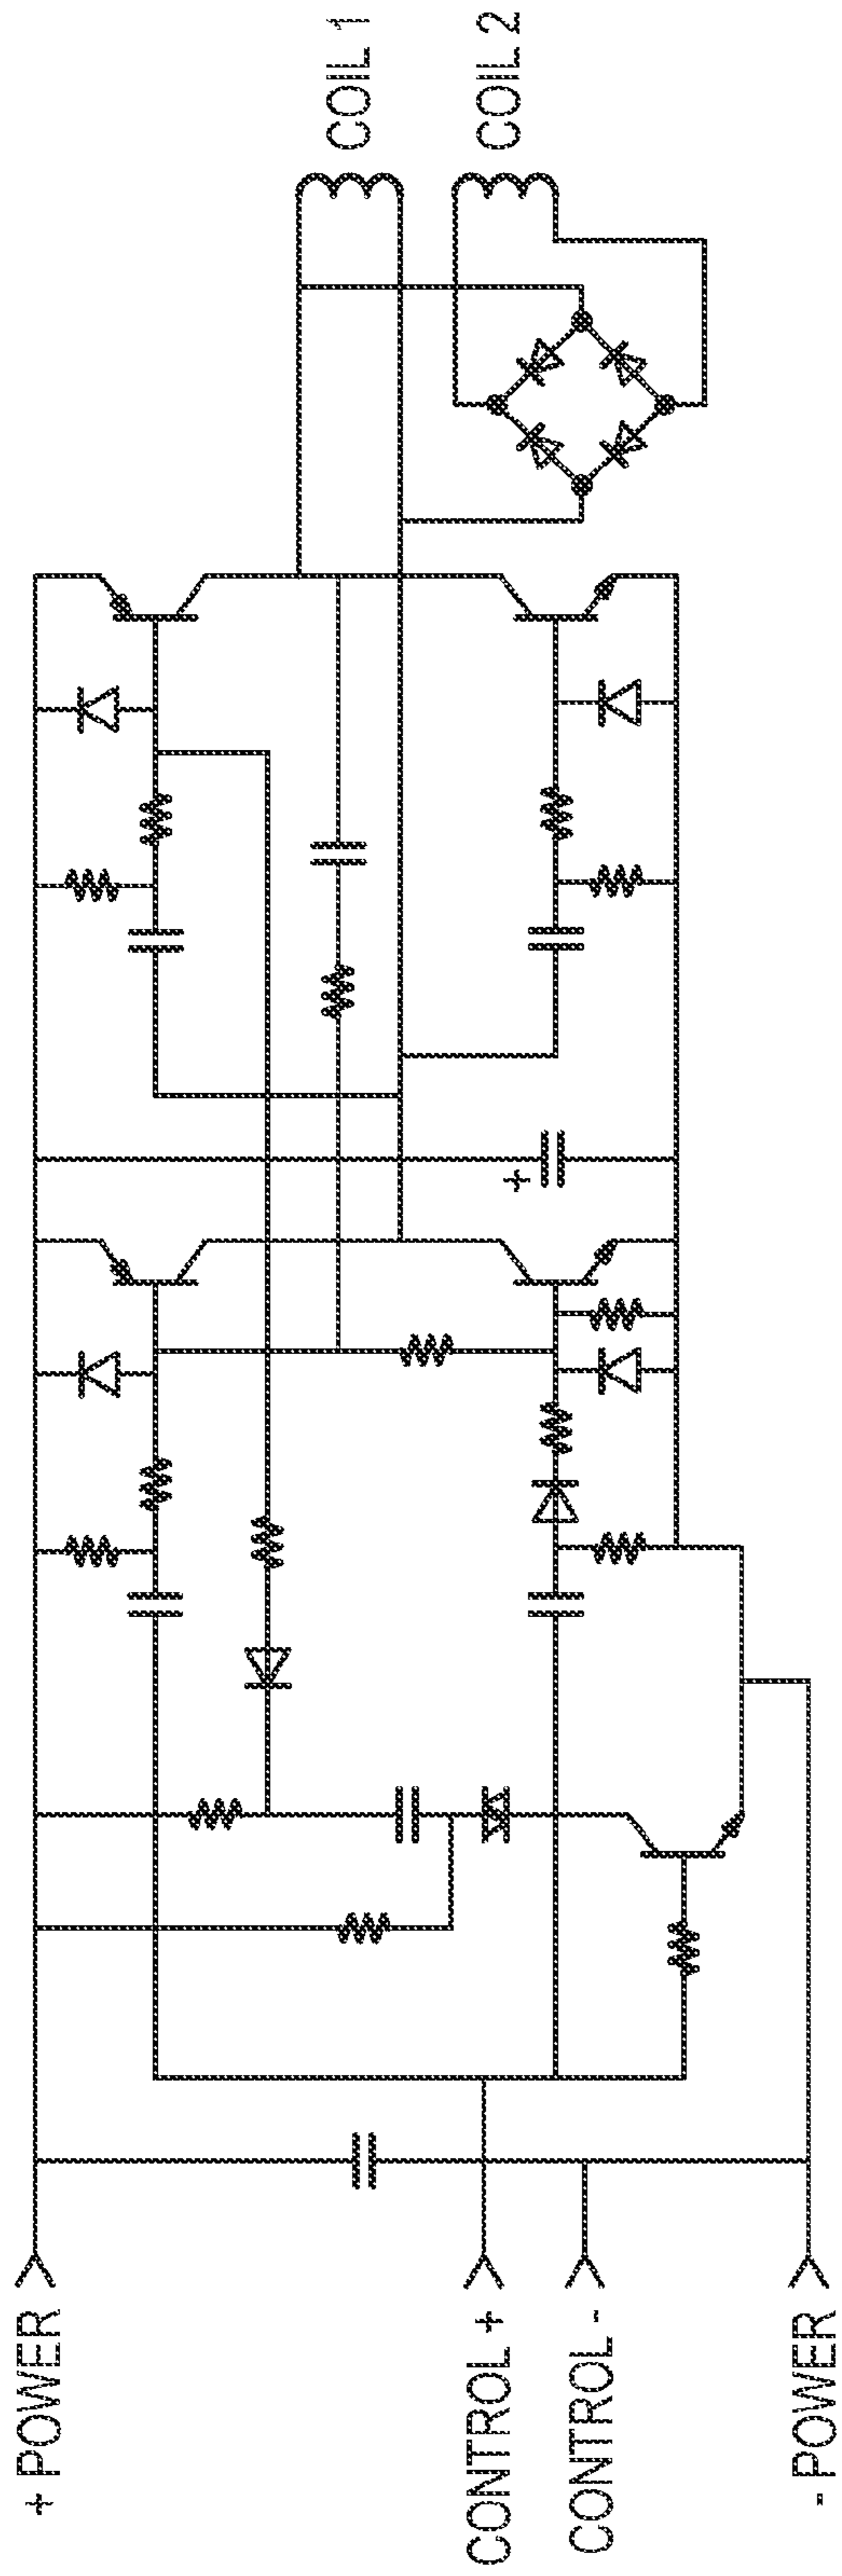 COIL 1
COIL 2
+ POWER
CONTROL +
CONTROL -
- POWER